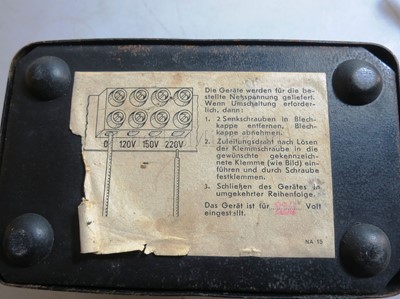 Die Geräte werden für die be-
stellte Netzspannung geliefert.
Wenn Umschaltung erforder-
lich, dann:
1. 2 Senkschrauben in Blech-
kappe entfernen, Blech-
kappe abnehmen.
2. Zuleitungsdraht nach Lösen
der Klemmschraube in die
gewünschte gekennzeich-
nete Klemme (wie Bild) ein-
führen und durch Schraube
festklemmen.
3. Schließen des Gerätes in
umgekehrter Reihenfolge.
Das Gerät ist für Volt
eingestellt.
0 120V 150V 220V
NA 15